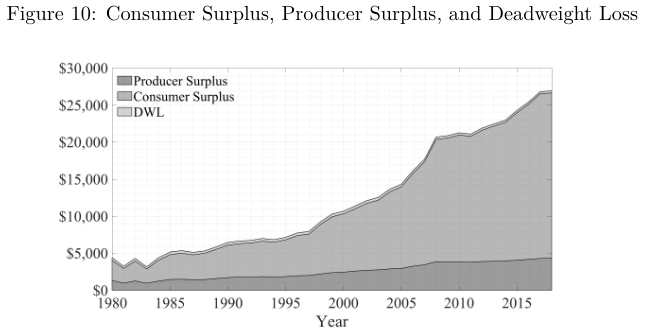 Figure 10: Consumer Surplus, Producer Surplus, and Deadweight Loss
$30,000
$25,000
$20,000
$15,000
$10,000
$5,000
$0
Producer Surplus
Consumer Surplus
DWL
1980 1985 1990 1995 2000 2005 2010 2015
Year